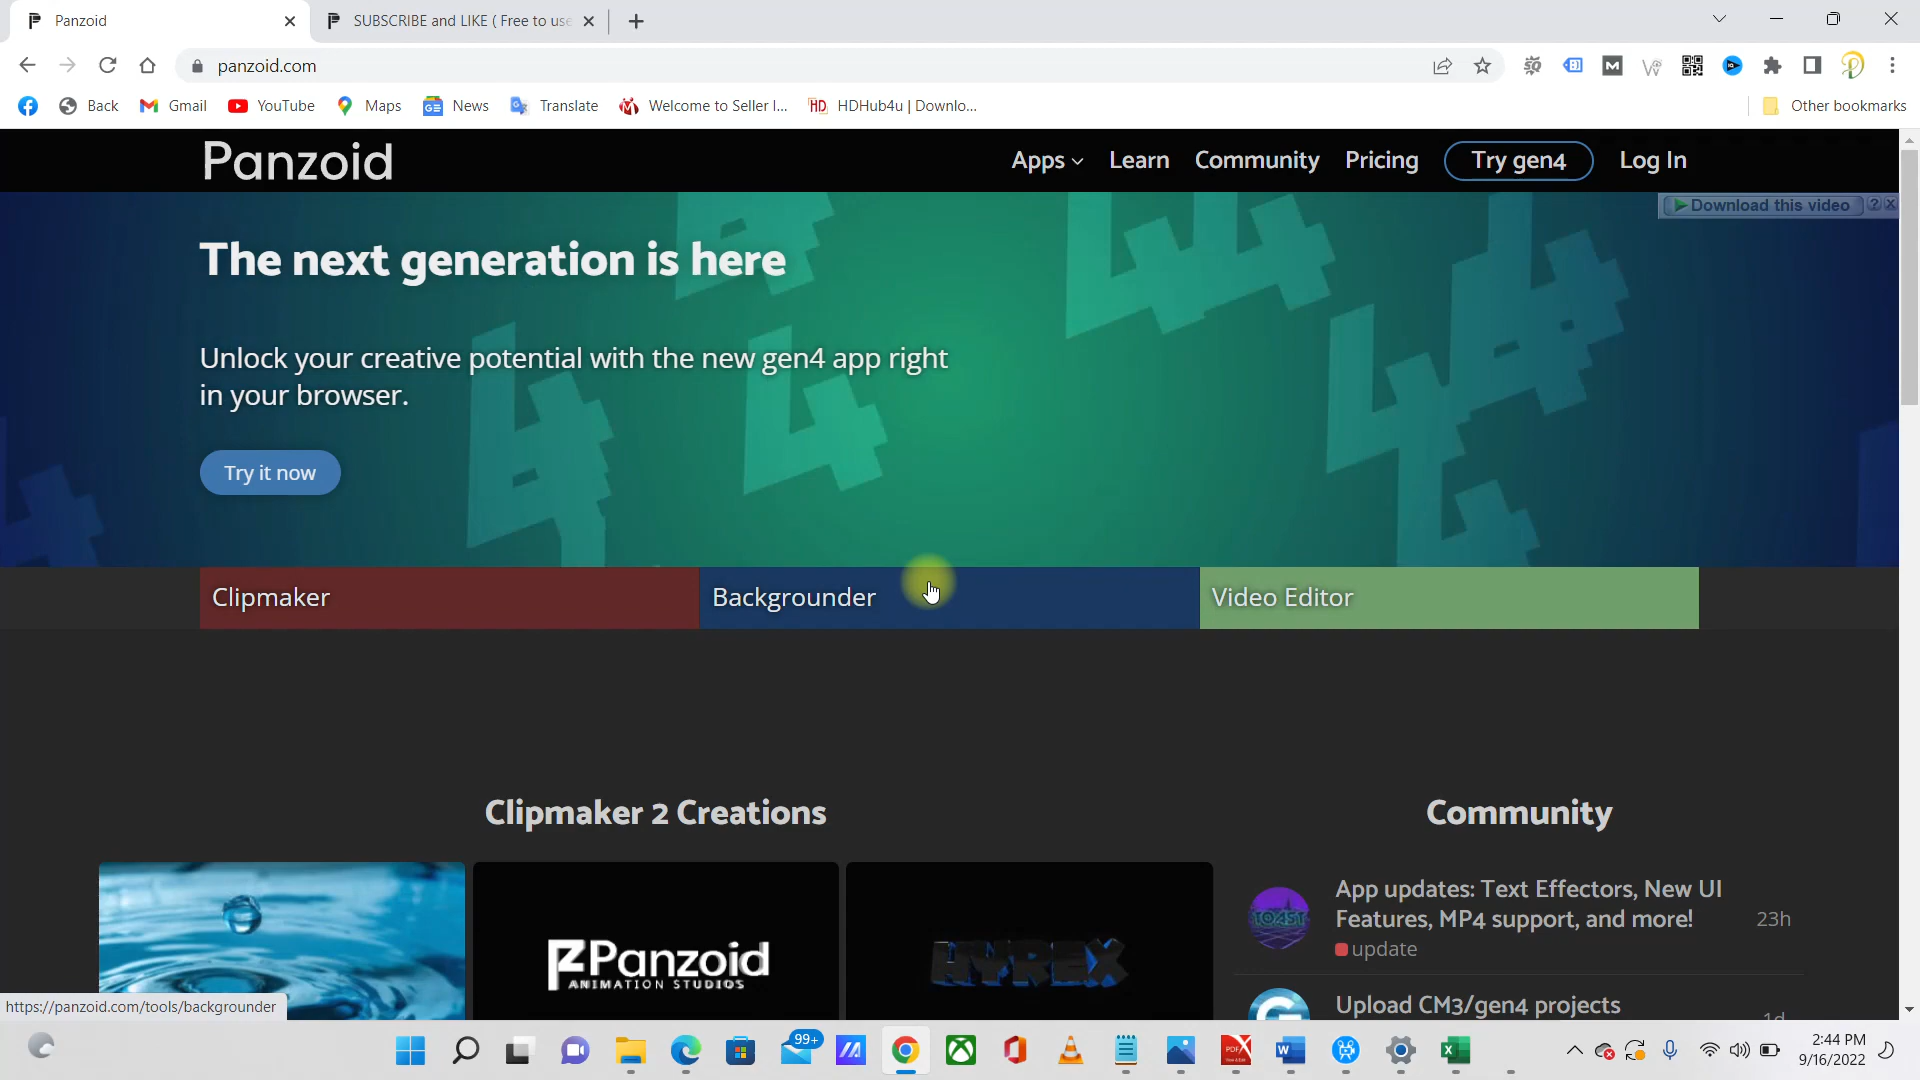 Panzoid
SUBSCRIBE and LIKE ( Free to use
panzoid.com
Back
Gmail
YouTube
Maps
News
Translate
Welcome to Seller I...
HD HDHub4u | Downlo...
Other bookmarks
Panzoid
Apps
Learn
Community
Pricing
Try gen4
Log In
Download this video
The next generation is here
Unlock your creative potential with the new gen4 app right
in your browser.
Try it now
Clipmaker
Backgrounder
Video Editor
Clipmaker 2 Creations
Community
Panzoid
ANIMATION STUDIOS
HYREX
TOAST
App updates: Text Effectors, New UI
Features, MP4 support, and more!
23h
update
Upload CM3/gen4 projects
1d
https://panzoid.com/tools/backgrounder
99+
2:44 PM
9/16/2022